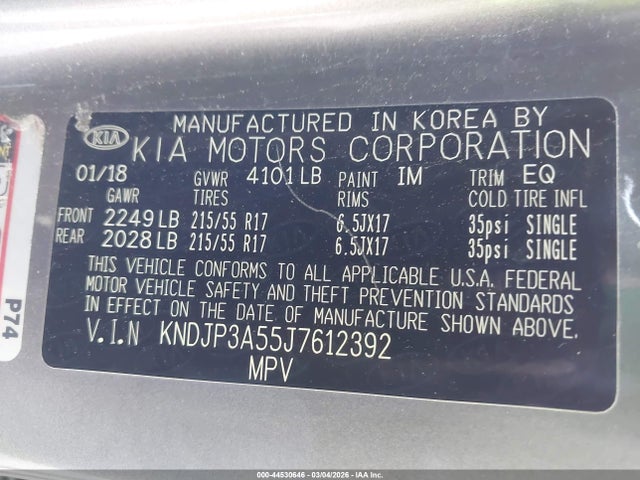 MANUFACTURED IN KOREA BY
KIA KIA MOTORS CORPORATION
01/18 GVWR 4101LB PAINT IM TRIM EQ
GAWR TIRES RIMS COLD TIRE INFL
FRONT 2249LB 215/55 R17 6.5JX17 35psi SINGLE
REAR 2028LB 215/55 R17 6.5JX17 35psi SINGLE
THIS VEHICLE CONFORMS TO ALL APPLICABLE U.S.A. FEDERAL
MOTOR VEHICLE SAFETY AND THEFT PREVENTION STANDARDS
IN EFFECT ON THE DATE OF MANUFACTURE SHOWN ABOVE.
V.I.N KNDJP3A55J7612392
MPV
P74
000-44530646 - 03/04/2026 - IAA Inc.